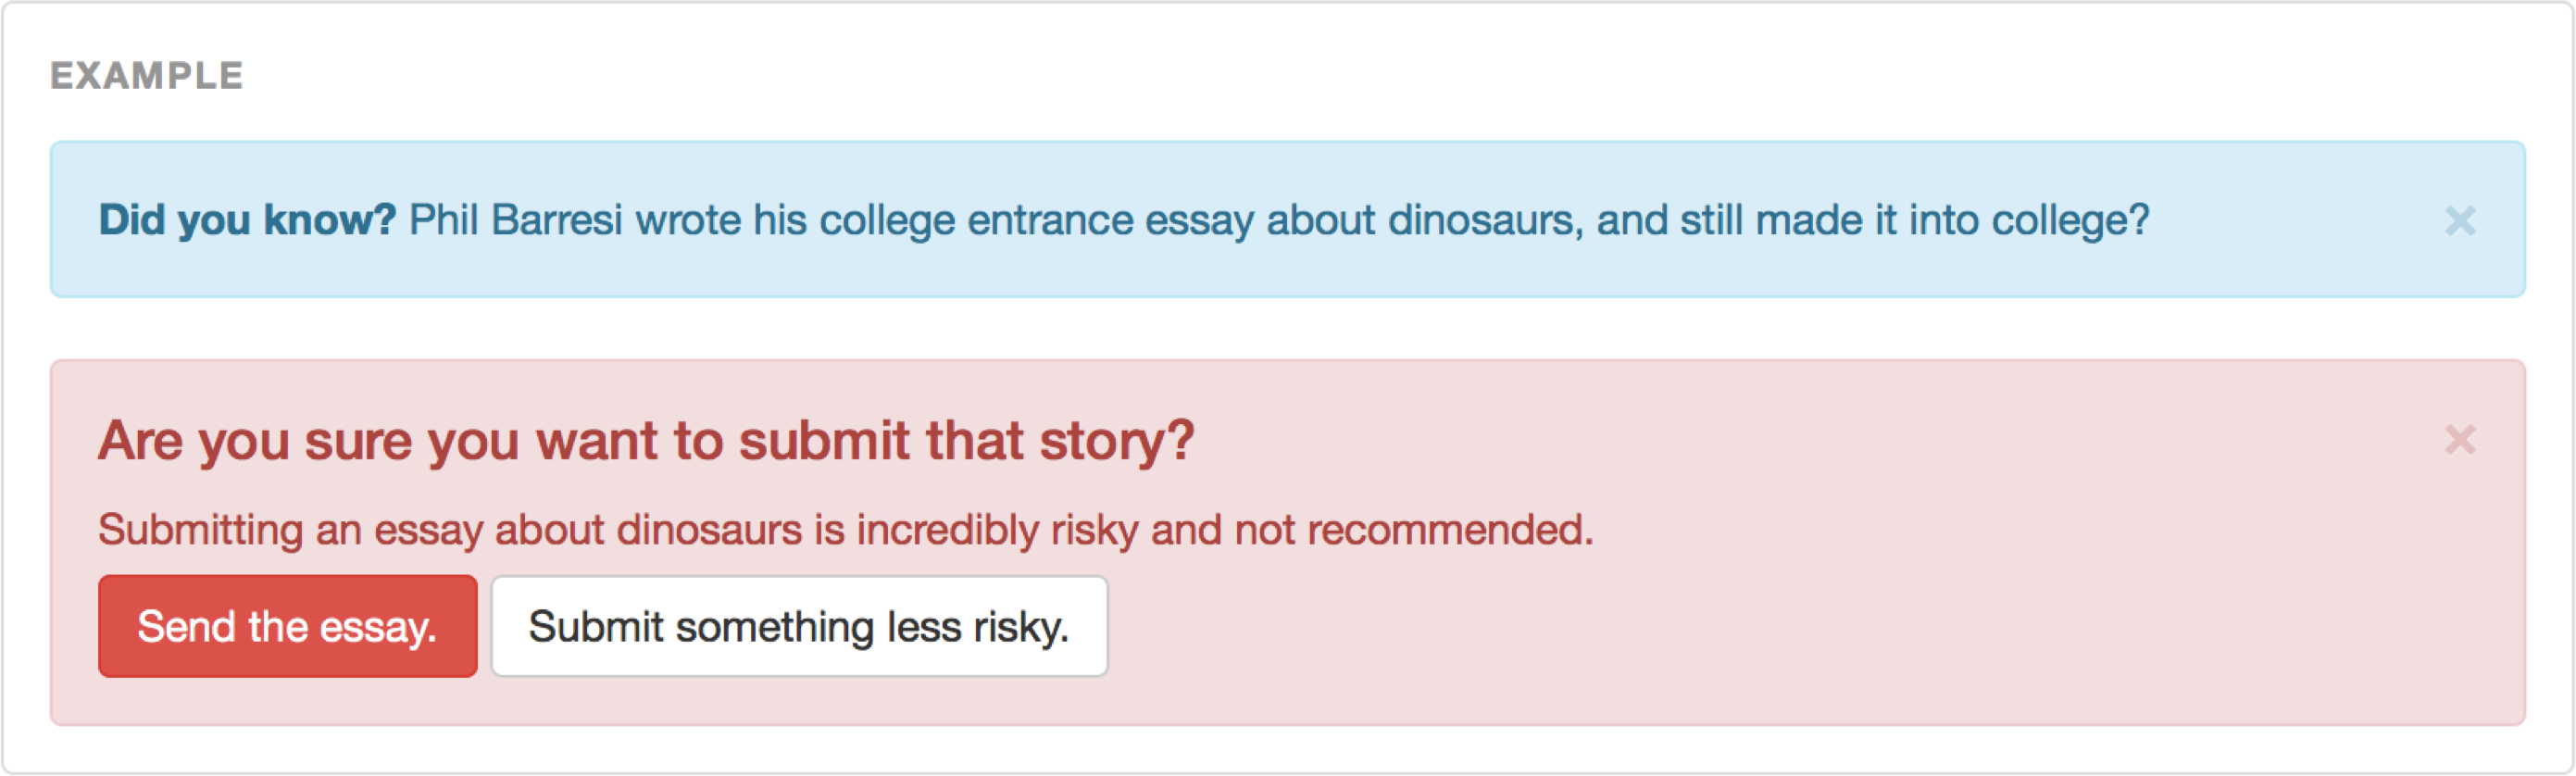 EXAMPLE
Did you know? Phil Barresi wrote his college entrance essay about dinosaurs, and still made it into college?
×
Are you sure you want to submit that story?
×
Submitting an essay about dinosaurs is incredibly risky and not recommended.
Send the essay.
Submit something less risky.